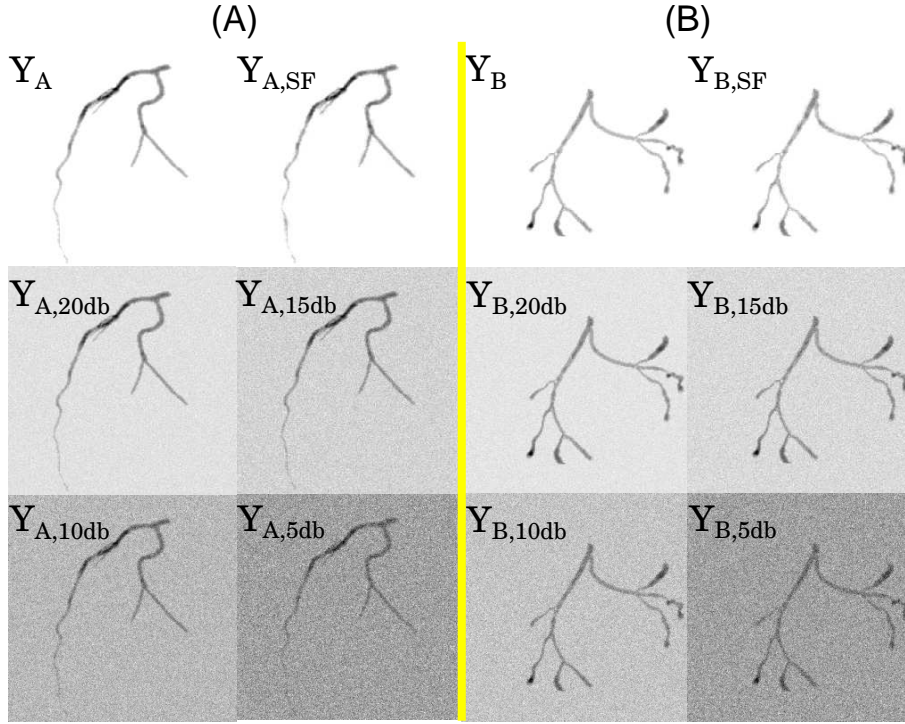 (A) (B)
Y_A Y_A,SF Y_B Y_B,SF
Y_A,20db Y_A,15db Y_B,20db Y_B,15db
Y_A,10db Y_A,5db Y_B,10db Y_B,5db